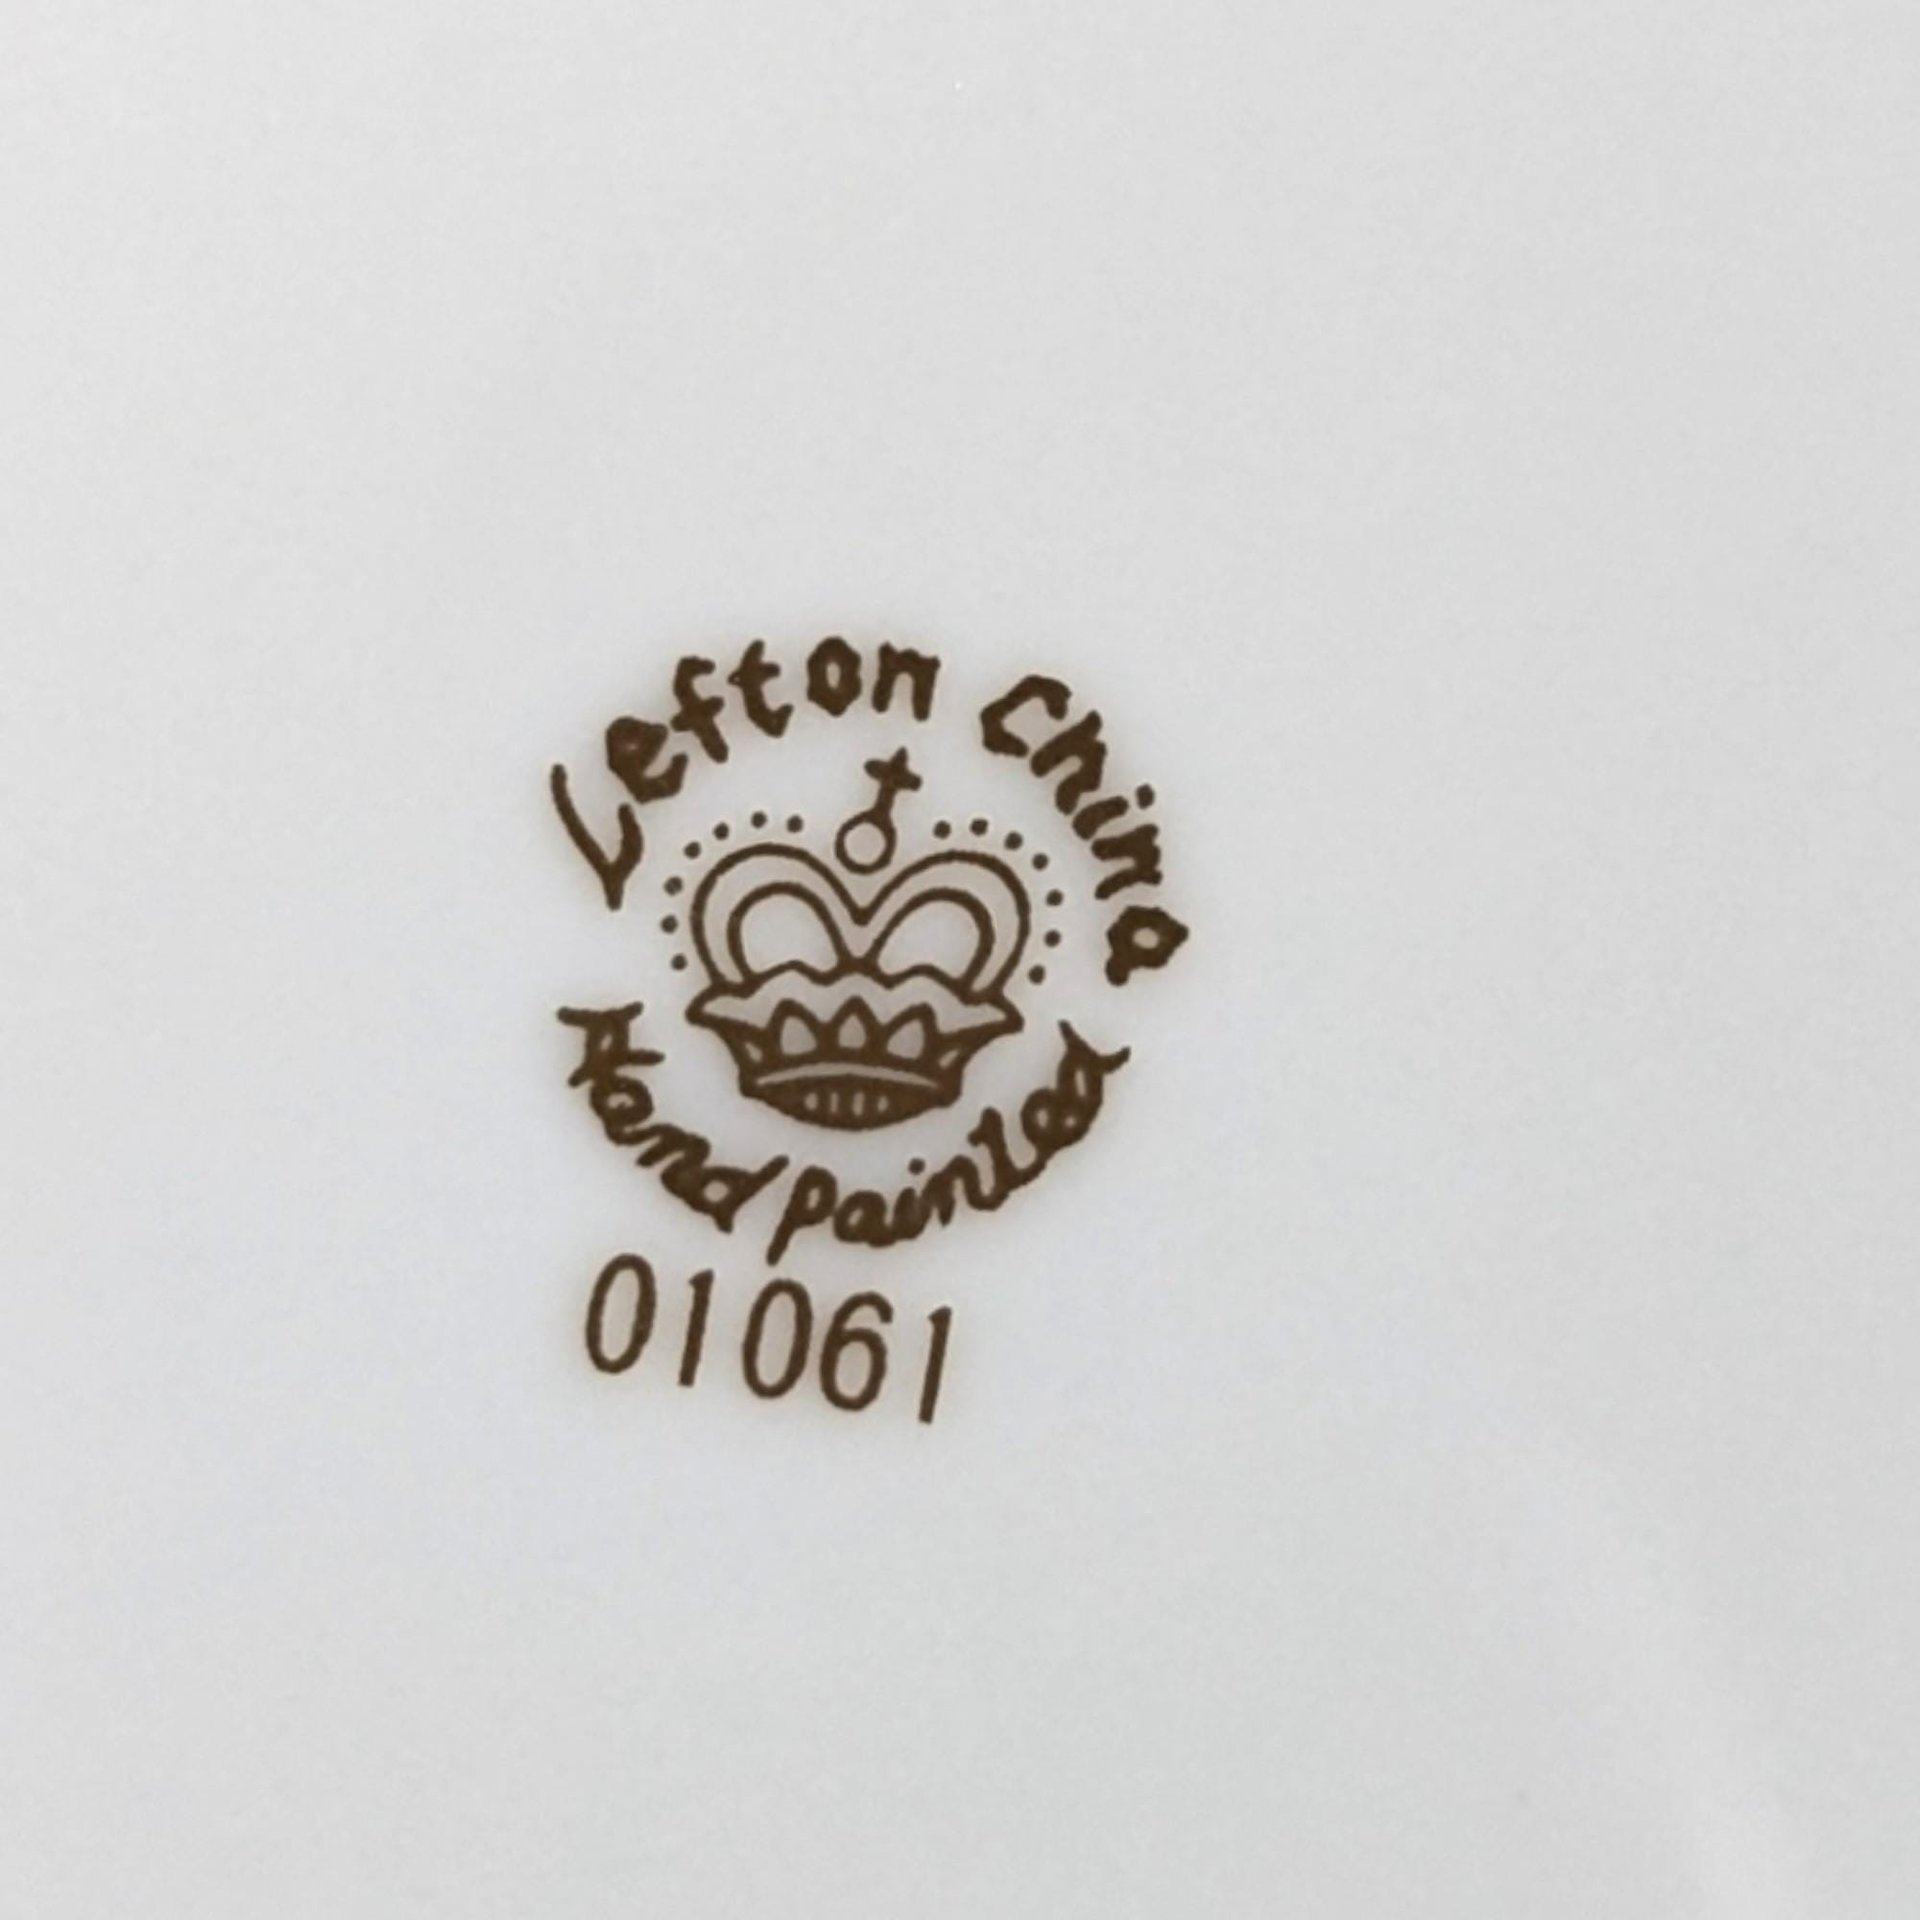 Lefton China
Hand painted
01061